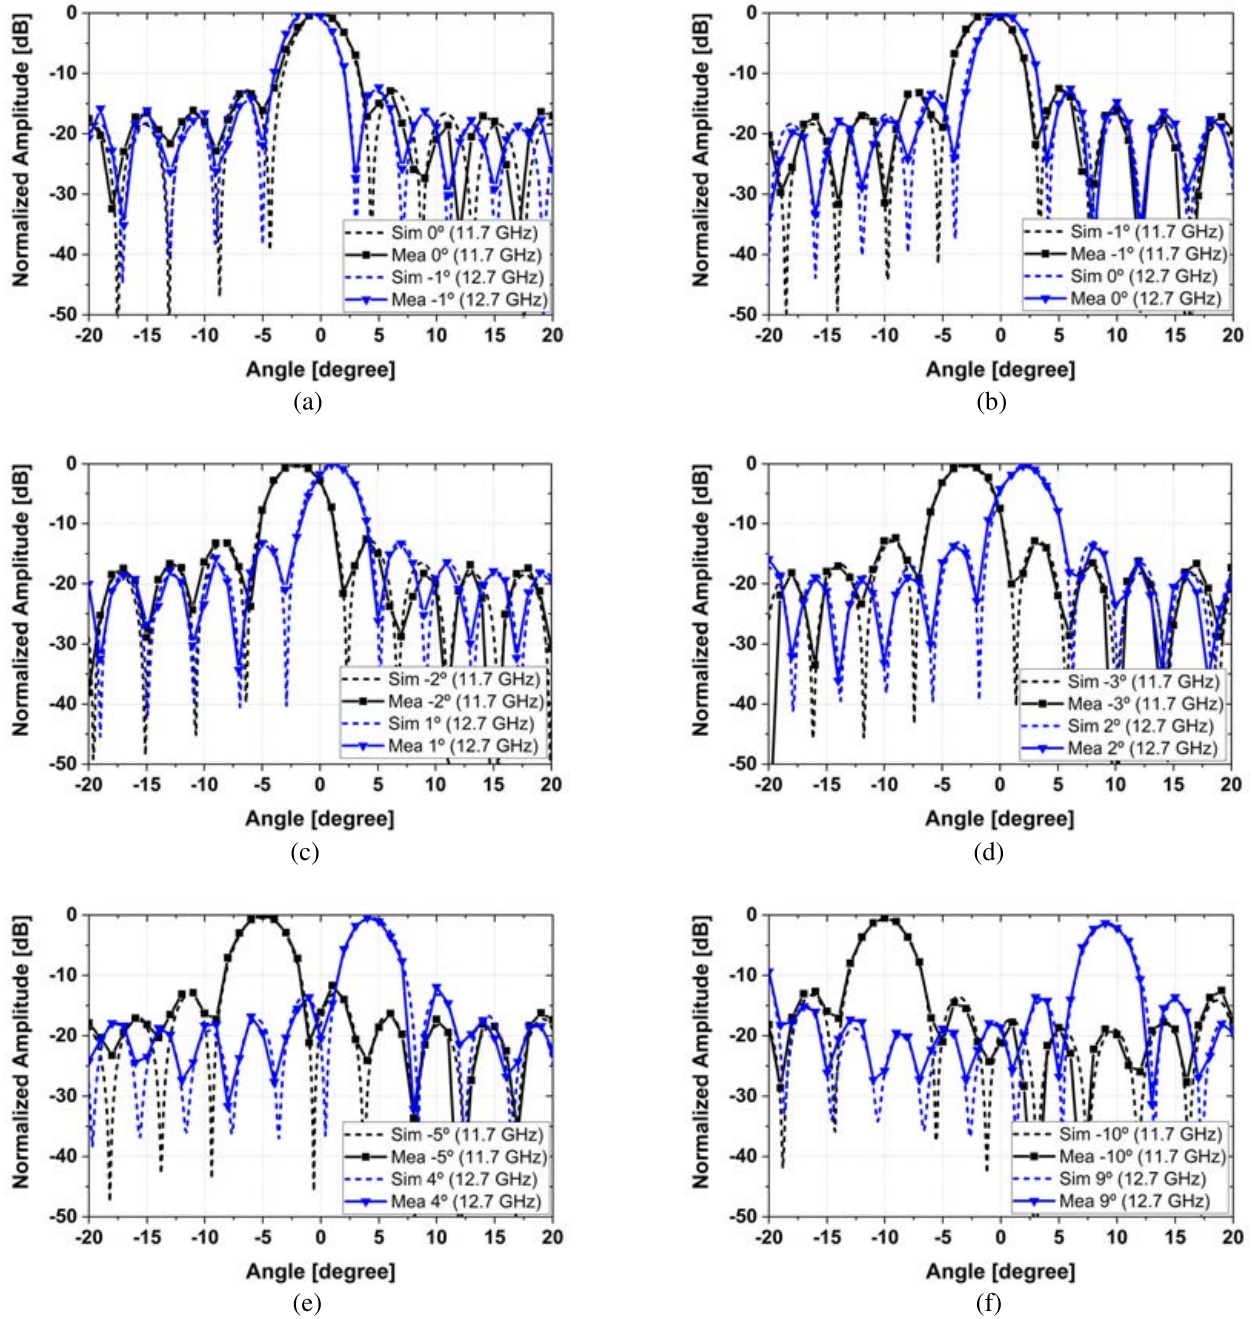 Normalized Amplitude [dB]
0
-10
-20
-30
-40
-50
Sim 0º (11.7 GHz)
Mea 0º (11.7 GHz)
Sim -1º (12.7 GHz)
Mea -1º (12.7 GHz)
-20 -15 -10 -5 0 5 10 15 20
Angle [degree]
(a)
Normalized Amplitude [dB]
0
-10
-20
-30
-40
-50
Sim -1º (11.7 GHz)
Mea -1º (11.7 GHz)
Sim 0º (12.7 GHz)
Mea 0º (12.7 GHz)
-20 -15 -10 -5 0 5 10 15 20
Angle [degree]
(b)
Normalized Amplitude [dB]
0
-10
-20
-30
-40
-50
Sim -2º (11.7 GHz)
Mea -2º (11.7 GHz)
Sim 1º (12.7 GHz)
Mea 1º (12.7 GHz)
-20 -15 -10 -5 0 5 10 15 20
Angle [degree]
(c)
Normalized Amplitude [dB]
0
-10
-20
-30
-40
-50
Sim -3º (11.7 GHz)
Mea -3º (11.7 GHz)
Sim 2º (12.7 GHz)
Mea 2º (12.7 GHz)
-20 -15 -10 -5 0 5 10 15 20
Angle [degree]
(d)
Normalized Amplitude [dB]
0
-10
-20
-30
-40
-50
Sim -5º (11.7 GHz)
Mea -5º (11.7 GHz)
Sim 4º (12.7 GHz)
Mea 4º (12.7 GHz)
-20 -15 -10 -5 0 5 10 15 20
Angle [degree]
(e)
Normalized Amplitude [dB]
0
-10
-20
-30
-40
-50
Sim -10º (11.7 GHz)
Mea -10º (11.7 GHz)
Sim 9º (12.7 GHz)
Mea 9º (12.7 GHz)
-20 -15 -10 -5 0 5 10 15 20
Angle [degree]
(f)